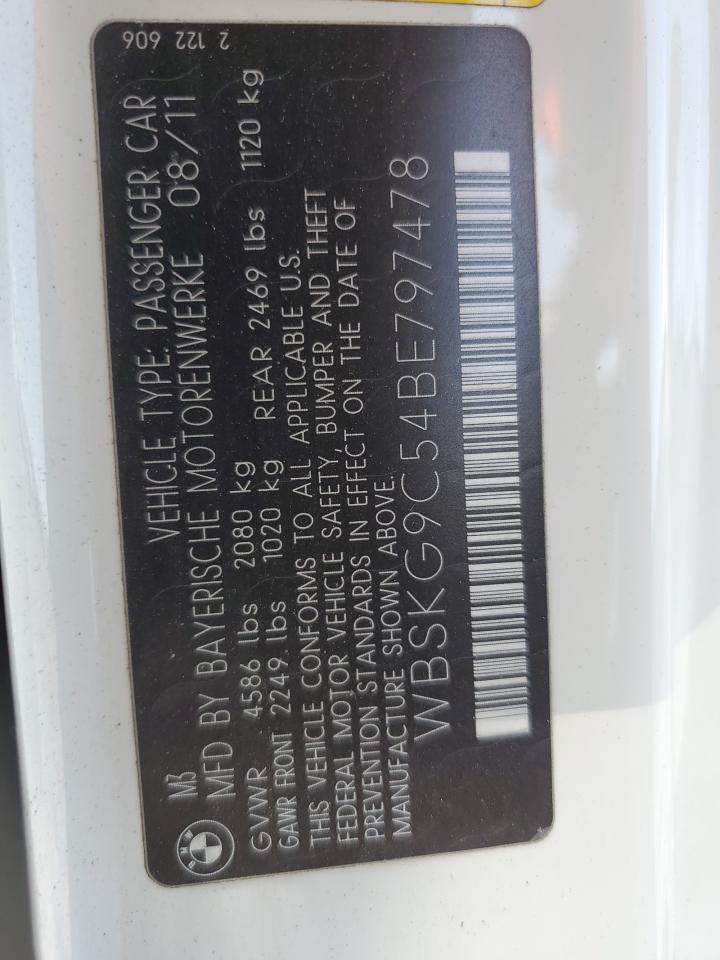 BMW
M3 VEHICLE TYPE: PASSENGER CAR
MFD BY BAYERISCHE MOTORENWERKE 08/11
GVWR 4586 lbs 2080 kg
GAWR FRONT 2249 lbs 1020 kg REAR 2469 lbs 1120 kg
THIS VEHICLE CONFORMS TO ALL APPLICABLE U.S.
FEDERAL MOTOR VEHICLE SAFETY, BUMPER AND THEFT
PREVENTION STANDARDS IN EFFECT ON THE DATE OF
MANUFACTURE SHOWN ABOVE.
WBSKG9C54BE797478
2 122 606